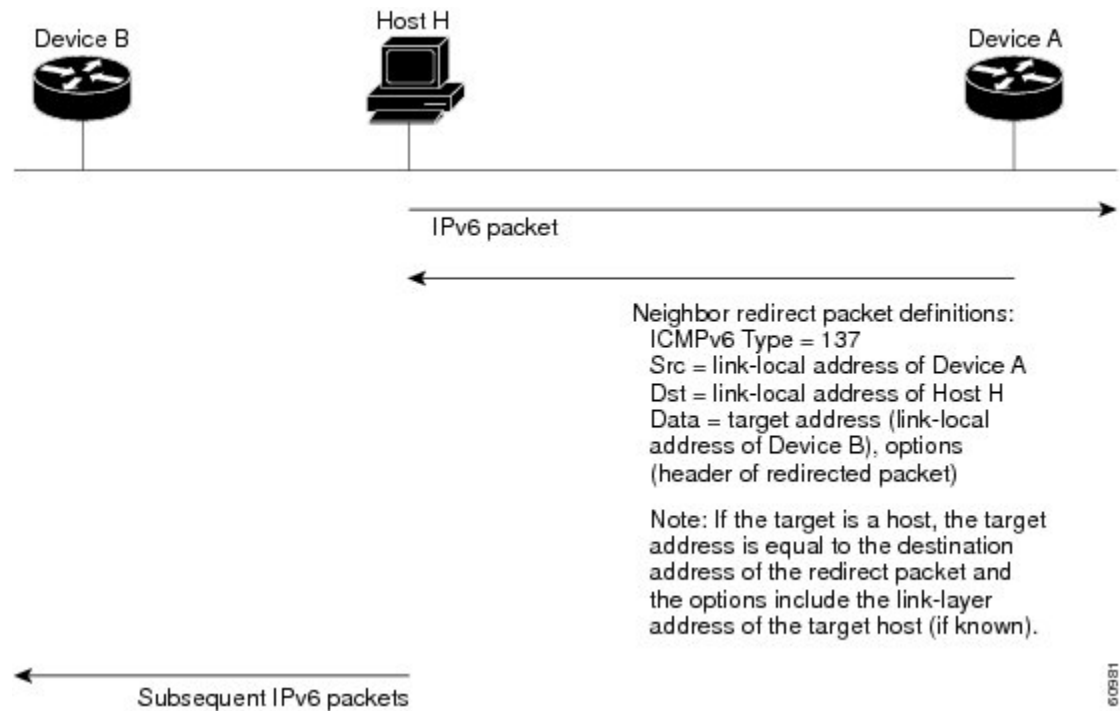 Host H
Device B
Device A
IPv6 packet
Neighbor redirect packet definitions:
ICMPv6 Type = 137
Src = link-local address of Device A
Dst = link-local address of Host H
Data = target address (link-local
address of Device B), options
(header of redirected packet)
Note: If the target is a host, the target
address is equal to the destination
address of the redirect packet and
the options include the link-layer
address of the target host (if known).
Subsequent IPv6 packets
60981